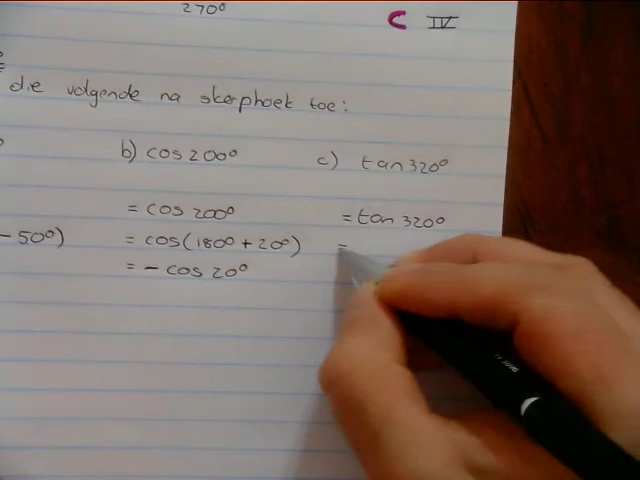 270°
C IV
die volgende na skerphoek toe:
b) cos 200° c) tan 320°
= cos 200° = tan 320°
- 50°) = cos(180° + 20°) =
= - cos 20°